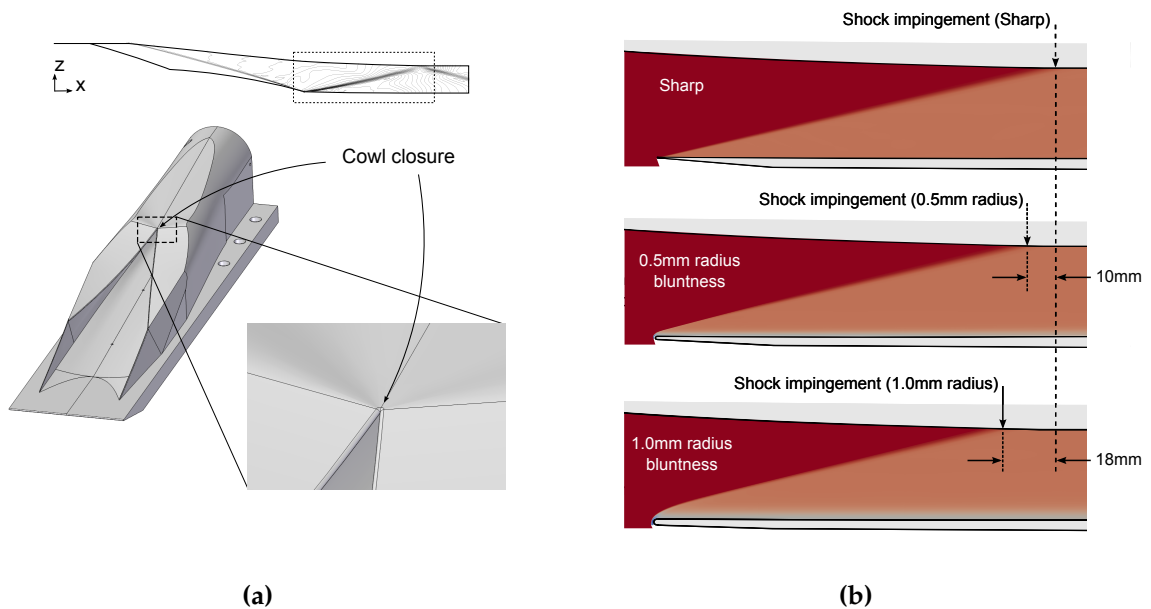 z
x
Cowl closure
(a)
Shock impingement (Sharp)
Sharp
Shock impingement (0.5mm radius)
0.5mm radius
bluntness
10mm
Shock impingement (1.0mm radius)
1.0mm radius
bluntness
18mm
(b)